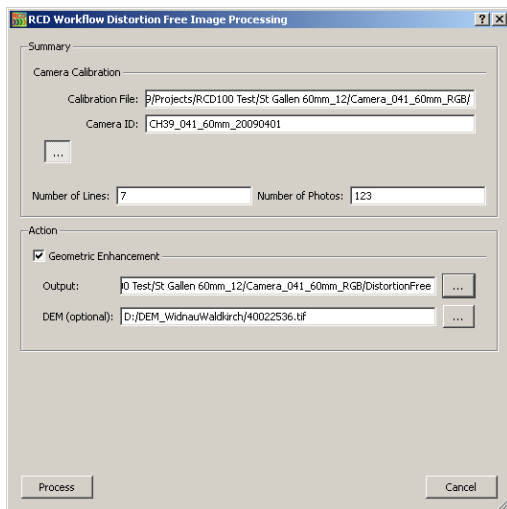 RCD Workflow Distortion Free Image Processing
Summary
Camera Calibration
Calibration File: 9/Projects/RCD100 Test/St Gallen 60mm_12/Camera_041_60mm_RGB/
Camera ID: CH39_041_60mm_20090401
...
Number of Lines: 7 Number of Photos: 123
Action
Geometric Enhancement
Output: 0 Test/St Gallen 60mm_12/Camera_041_60mm_RGB/DistortionFree ...
DEM (optional): D:/DEM_WidnauWaldkirch/40022536.tif ...
Process Cancel